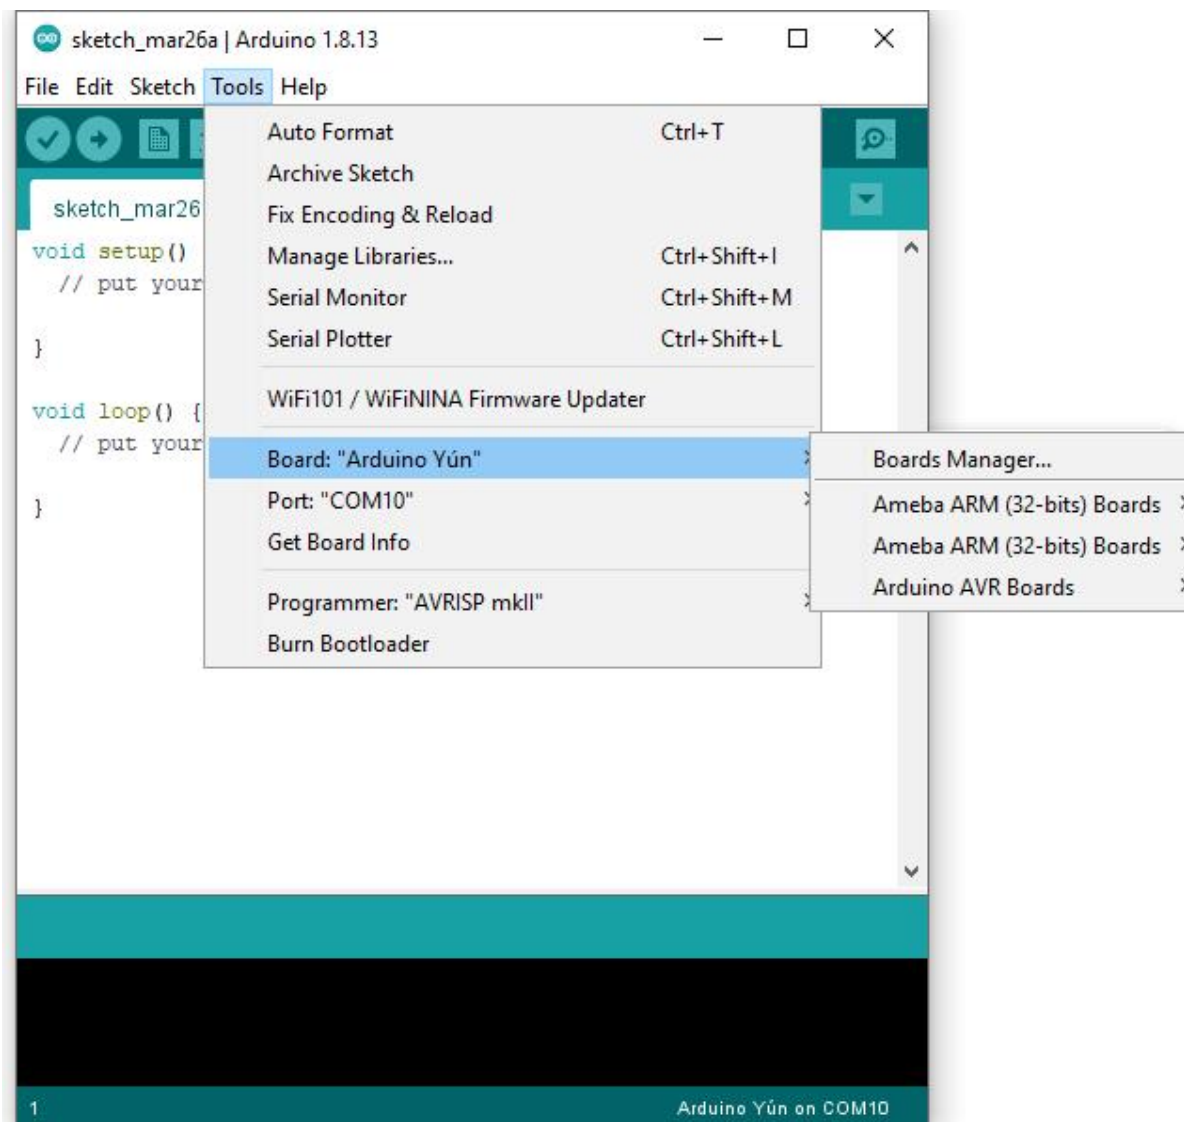 sketch_mar26a | Arduino 1.8.13
File Edit Sketch Tools Help
Auto Format Ctrl+T
Archive Sketch
sketch_mar26
Fix Encoding & Reload
void setup()
Manage Libraries... Ctrl+Shift+I
// put your
Serial Monitor Ctrl+Shift+M
}
Serial Plotter Ctrl+Shift+L
WiFi101 / WiFiNINA Firmware Updater
void loop() {
// put your
Board: "Arduino Yún"
Boards Manager...
}
Port: "COM10"
Ameba ARM (32-bits) Boards
Get Board Info
Ameba ARM (32-bits) Boards
Arduino AVR Boards
Programmer: "AVRISP mkII"
Burn Bootloader
1 Arduino Yún on COM10